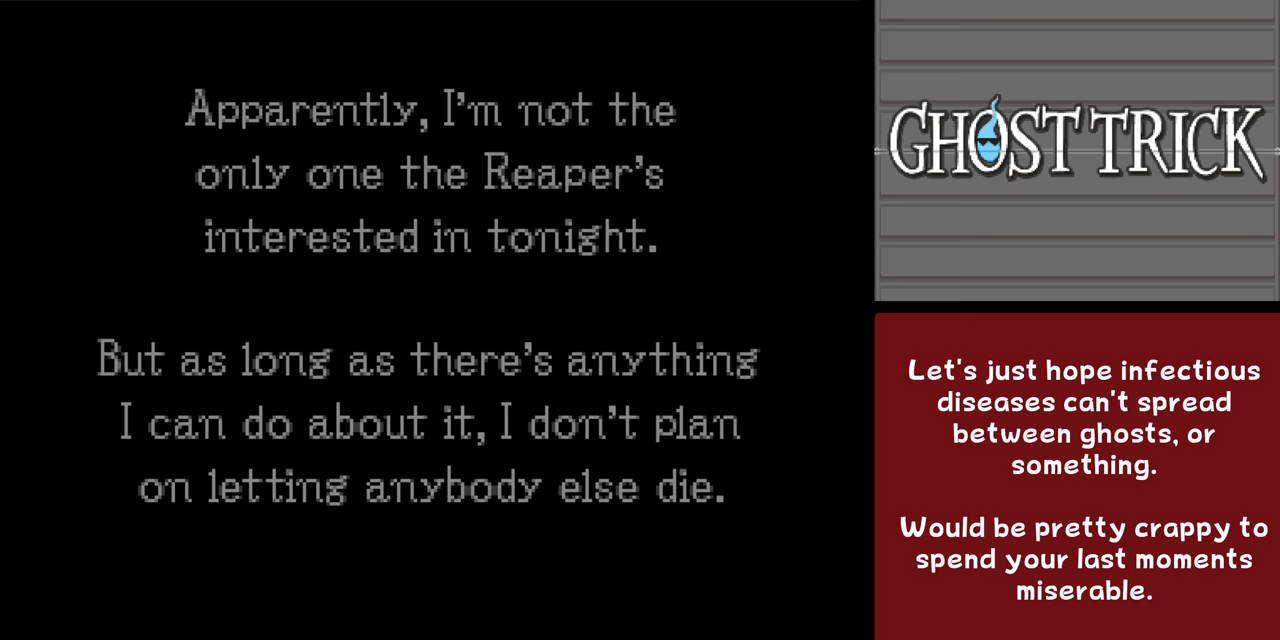 Apparently, I'm not the
only one the Reaper's
interested in tonight.
But as long as there's anything
I can do about it, I don't plan
on letting anybody else die.
GHOST TRICK
Let's just hope infectious
diseases can't spread
between ghosts, or
something.
Would be pretty crappy to
spend your last moments
miserable.